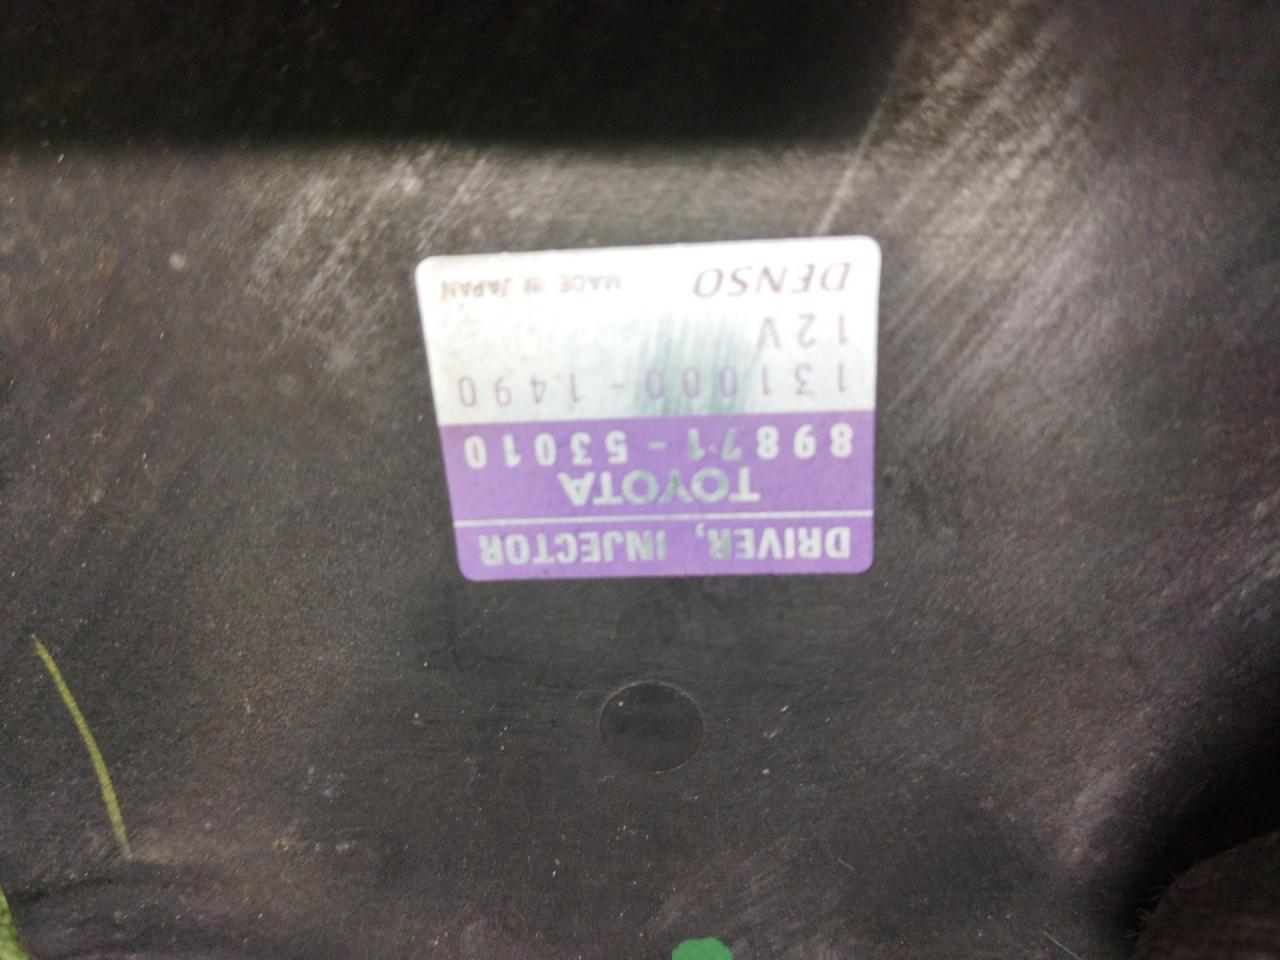 DRIVER, INJECTOR
TOYOTA
89871-53010
131000-1490
12V
DENSO MADE IN JAPAN